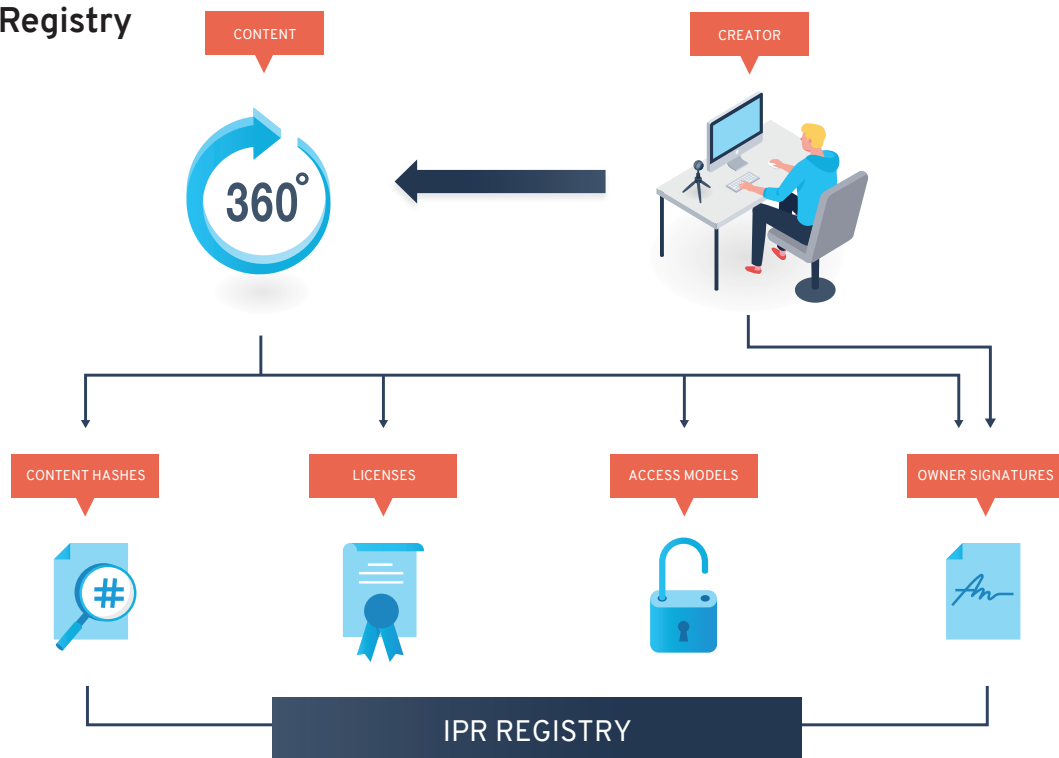 Registry
CONTENT
CREATOR
360°
CONTENT HASHES
LICENSES
ACCESS MODELS
OWNER SIGNATURES
#
IPR REGISTRY